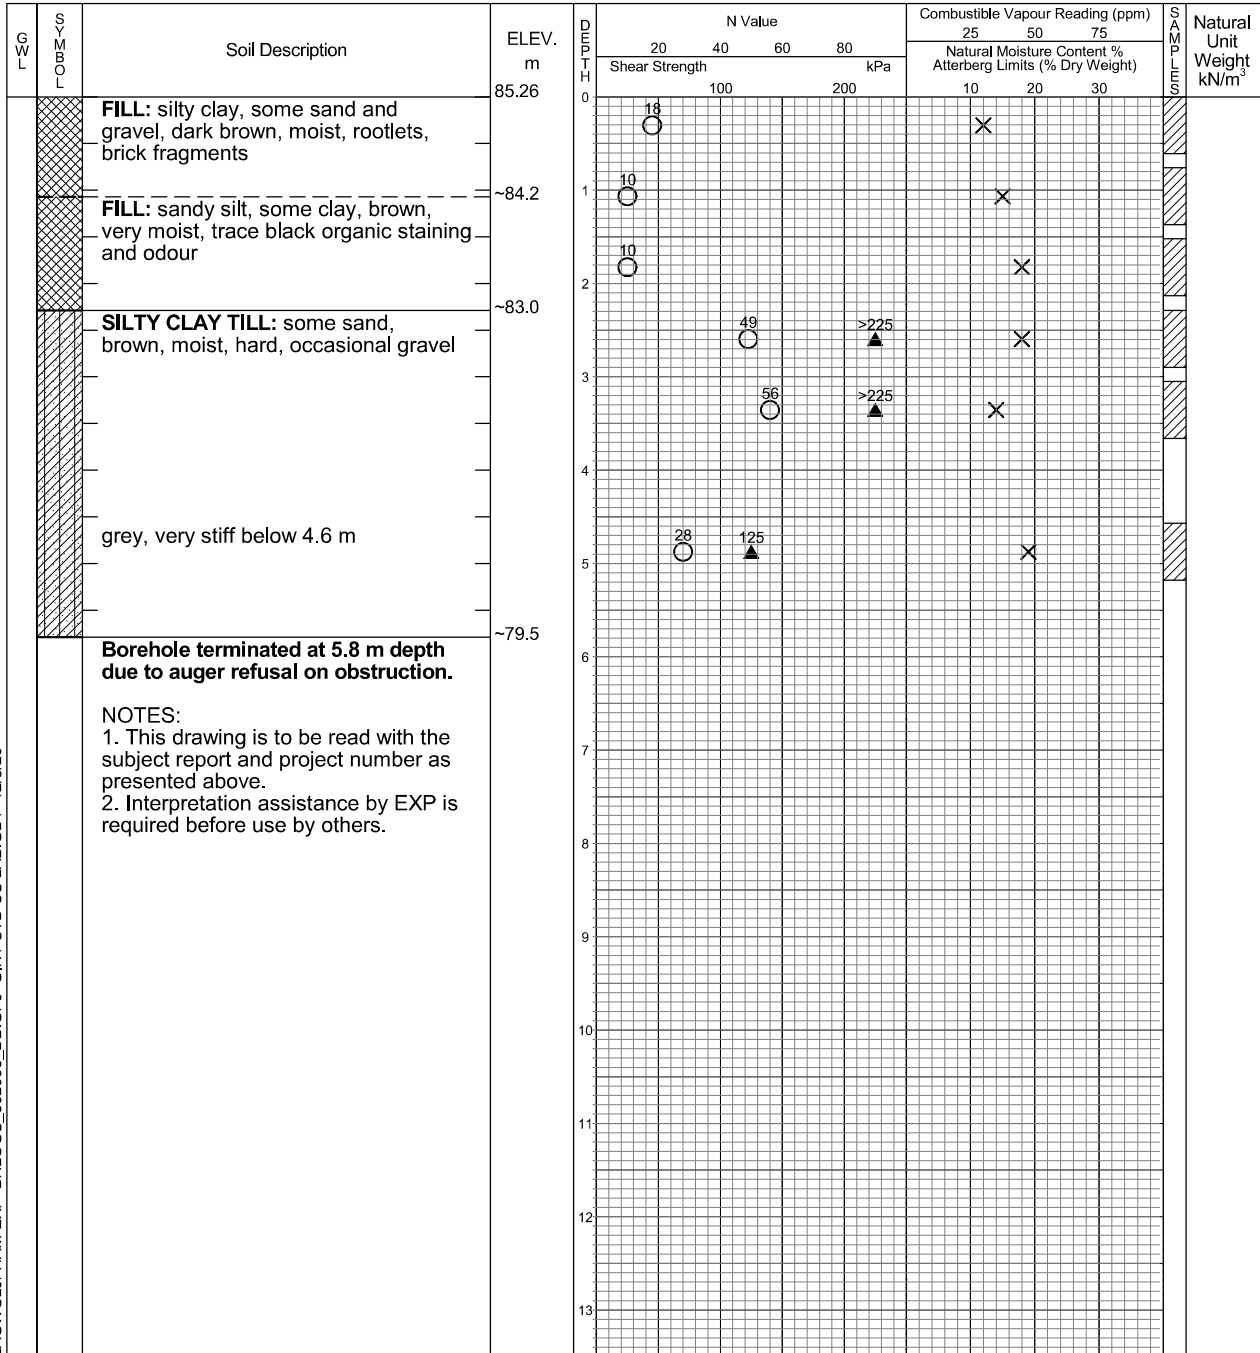 GWL
SYMBOL
Soil Description
ELEV.
m
DEPTH
N Value
20 40 60 80
Shear Strength kPa
100 200
Combustible Vapour Reading (ppm)
25 50 75
Natural Moisture Content %
Atterberg Limits (% Dry Weight)
10 20 30
SAMPLES
Natural
Unit
Weight
kN/m³
85.26
0
FILL: silty clay, some sand and
gravel, dark brown, moist, rootlets,
brick fragments
18
~84.2
1
10
FILL: sandy silt, some clay, brown,
very moist, trace black organic staining
and odour
10
2
~83.0
SILTY CLAY TILL: some sand,
brown, moist, hard, occasional gravel
49 >225
3
56 >225
4
grey, very stiff below 4.6 m
28 125
5
~79.5
Borehole terminated at 5.8 m depth
due to auger refusal on obstruction.
6
NOTES:
1. This drawing is to be read with the
subject report and project number as
presented above.
2. Interpretation assistance by EXP is
required before use by others.
7
8
9
10
11
12
13